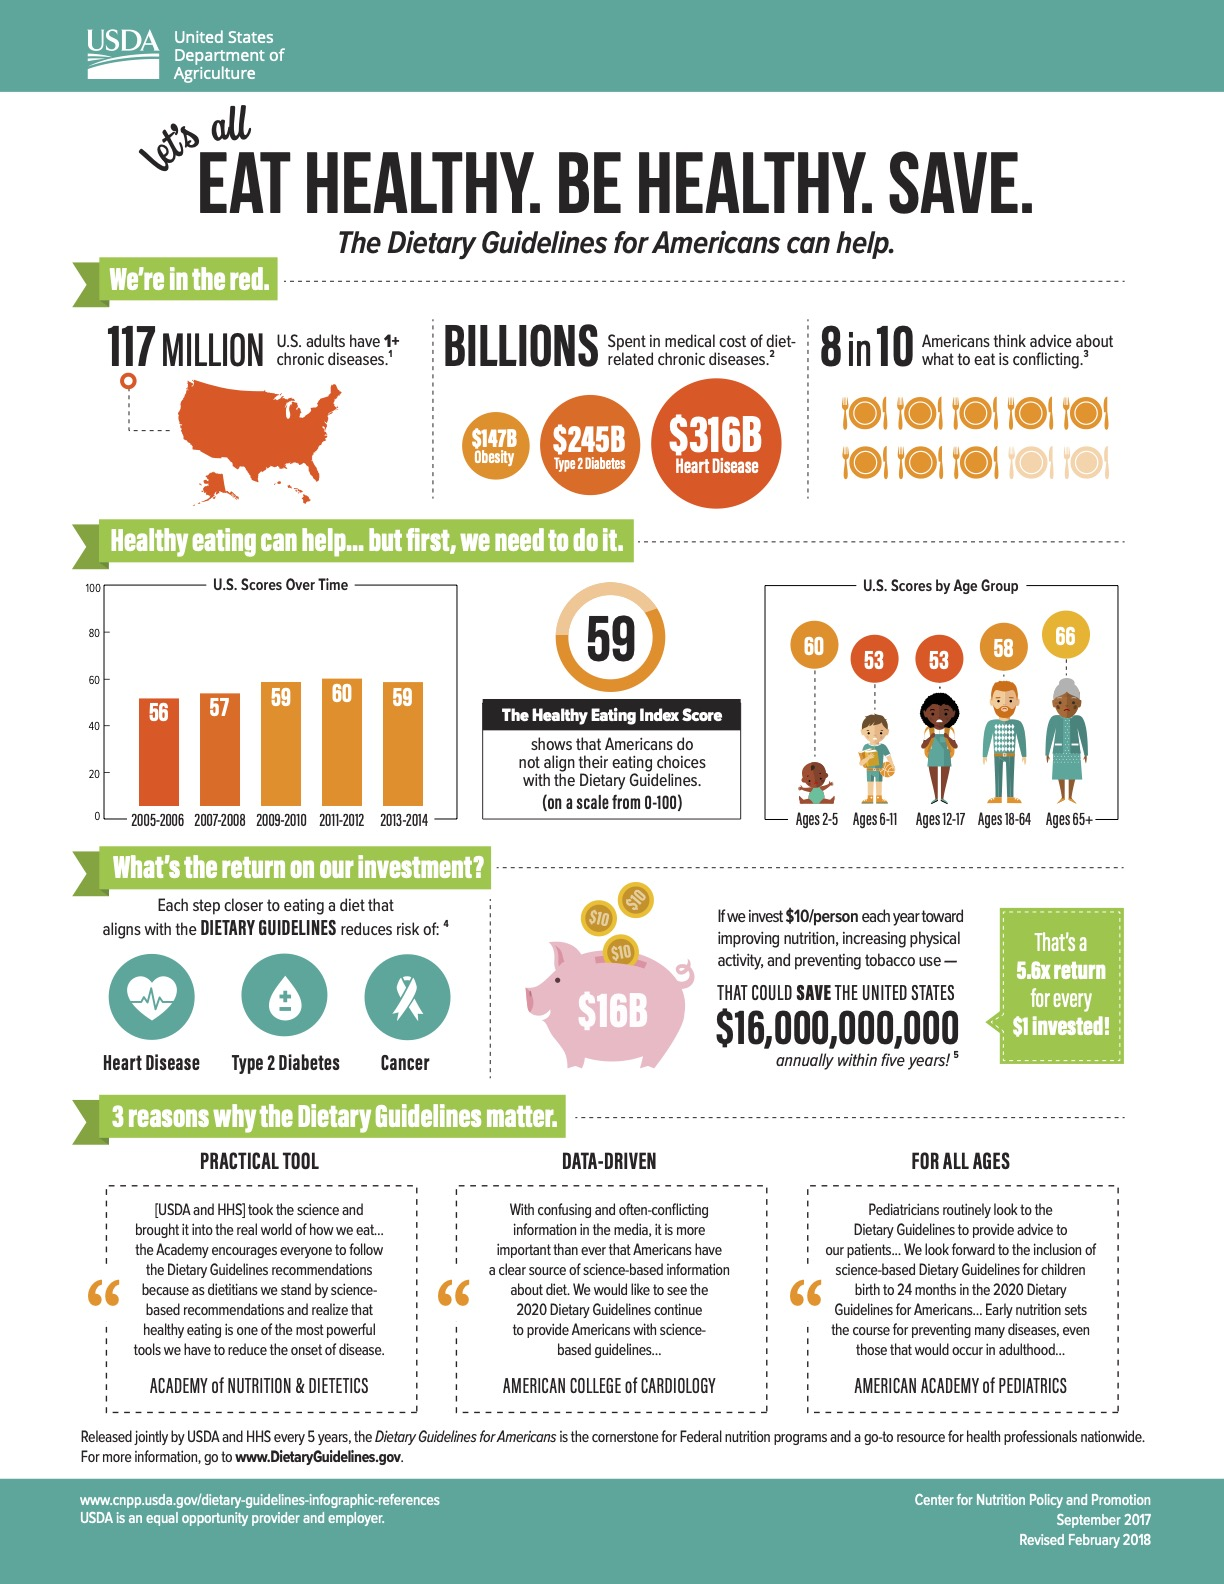 USDA
United States
Department of
Agriculture
let's all
EAT HEALTHY. BE HEALTHY. SAVE.
The Dietary Guidelines for Americans can help.
We're in the red.
117 MILLION
U.S. adults have 1+
chronic diseases.1
BILLIONS
Spent in medical cost of diet-
related chronic diseases.2
$147B
Obesity
$245B
Type 2 Diabetes
$316B
Heart Disease
8 in 10
Americans think advice about
what to eat is conflicting.3
Healthy eating can help... but first, we need to do it.
U.S. Scores Over Time
100
80
60
40
20
0
56
57
59
60
59
2005-2006
2007-2008
2009-2010
2011-2012
2013-2014
59
The Healthy Eating Index Score
shows that Americans do
not align their eating choices
with the Dietary Guidelines.
(on a scale from 0-100)
U.S. Scores by Age Group
60
53
53
58
66
Ages 2-5
Ages 6-11
Ages 12-17
Ages 18-64
Ages 65+
What's the return on our investment?
Each step closer to eating a diet that
aligns with the DIETARY GUIDELINES reduces risk of: 4
Heart Disease
Type 2 Diabetes
Cancer
$10
$10
$10
$16B
If we invest $10/person each year toward
improving nutrition, increasing physical
activity, and preventing tobacco use —
THAT COULD SAVE THE UNITED STATES
$16,000,000,000
annually within five years! 5
That's a
5.6x return
for every
$1 invested!
3 reasons why the Dietary Guidelines matter.
PRACTICAL TOOL
“
[USDA and HHS] took the science and
brought it into the real world of how we eat...
the Academy encourages everyone to follow
the Dietary Guidelines recommendations
because as dietitians we stand by science-
based recommendations and realize that
healthy eating is one of the most powerful
tools we have to reduce the onset of disease.
ACADEMY of NUTRITION & DIETETICS
DATA-DRIVEN
“
With confusing and often-conflicting
information in the media, it is more
important than ever that Americans have
a clear source of science-based information
about diet. We would like to see the
2020 Dietary Guidelines continue
to provide Americans with science-
based guidelines...
AMERICAN COLLEGE of CARDIOLOGY
FOR ALL AGES
“
Pediatricians routinely look to the
Dietary Guidelines to provide advice to
our patients... We look forward to the inclusion of
science-based Dietary Guidelines for children
birth to 24 months in the 2020 Dietary
Guidelines for Americans... Early nutrition sets
the course for preventing many diseases, even
those that would occur in adulthood...
AMERICAN ACADEMY of PEDIATRICS
Released jointly by USDA and HHS every 5 years, the Dietary Guidelines for Americans is the cornerstone for Federal nutrition programs and a go-to resource for health professionals nationwide.
For more information, go to www.DietaryGuidelines.gov.
www.cnpp.usda.gov/dietary-guidelines-infographic-references
USDA is an equal opportunity provider and employer.
Center for Nutrition Policy and Promotion
September 2017
Revised February 2018